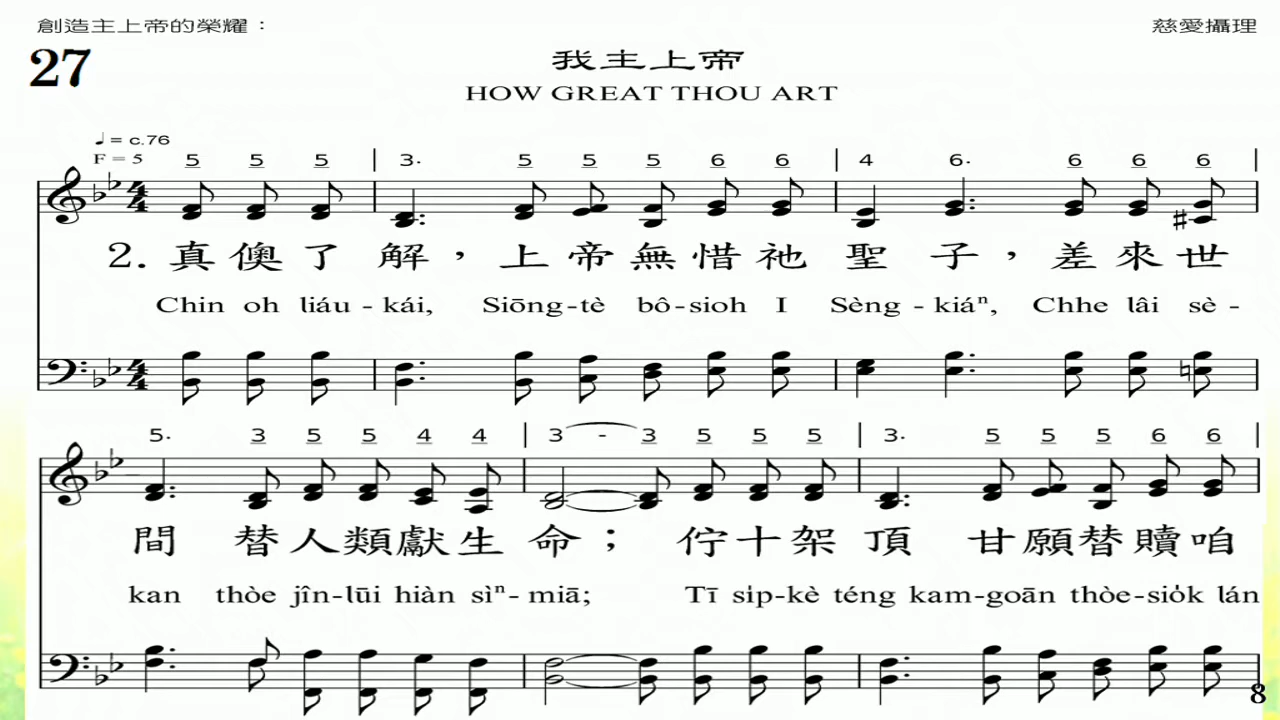 創造主上帝的榮耀： 慈愛攝理
27 我主上帝
HOW GREAT THOU ART
♩ = c.76
F = 5 5 5 5 | 3. 5 5 5 6 6 | 4 6. 6 6 6 |
2. 真僫了解，上帝無惜祂聖子，差來世
Chin oh liáu - kái, Siōng-tè bô-sioh I Sèng - kiáⁿ, Chhe lâi sè -
5. 3 5 5 4 4 | 3 - 3 5 5 5 | 3. 5 5 5 6 6 |
間替人類獻生命；佇十架頂甘願替贖咱
kan thòe jîn-lūi hiàn sìⁿ-miā; Tī si̍p-kè téng kam-goān thòe-sio̍k lán
8